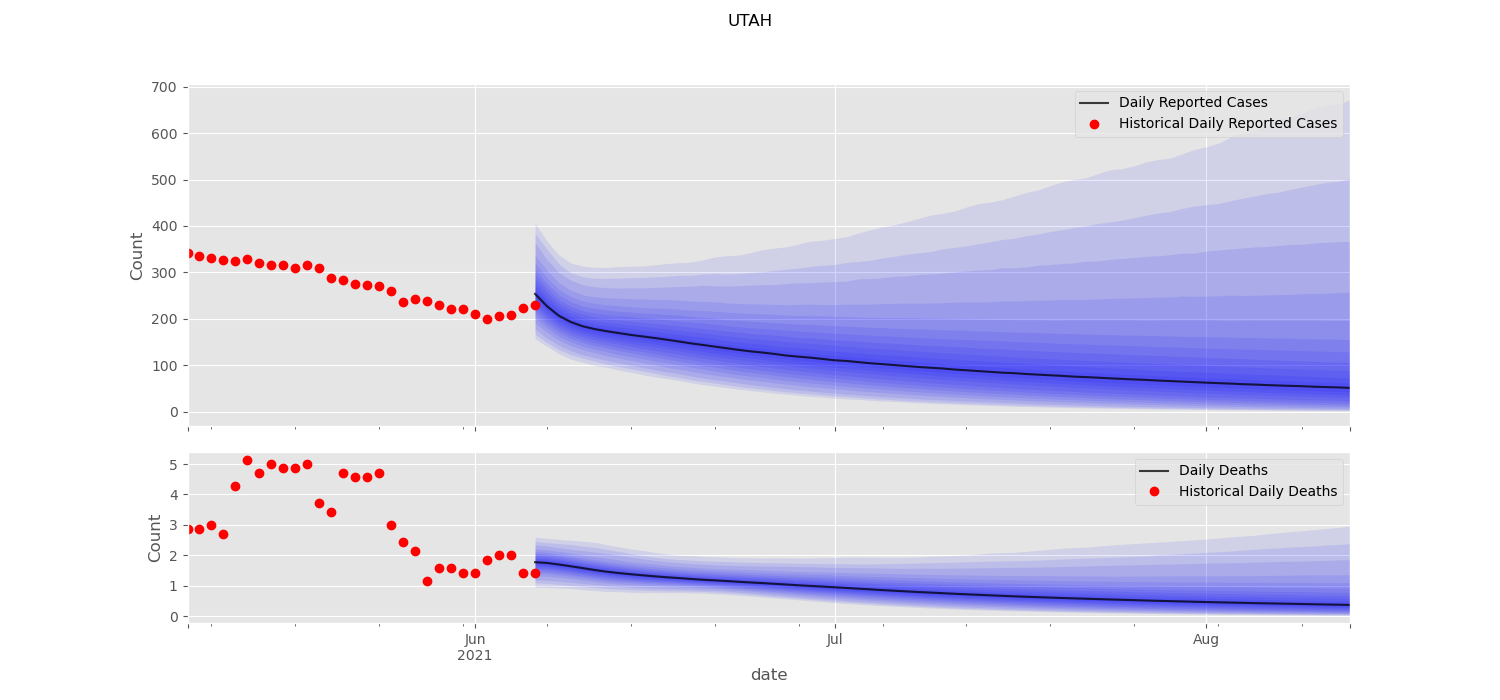 UTAH
700
600
500
400
300
200
100
0
Count
Daily Reported Cases
Historical Daily Reported Cases
5
4
3
2
1
0
Count
Daily Deaths
Historical Daily Deaths
Jun
2021
Jul
Aug
date